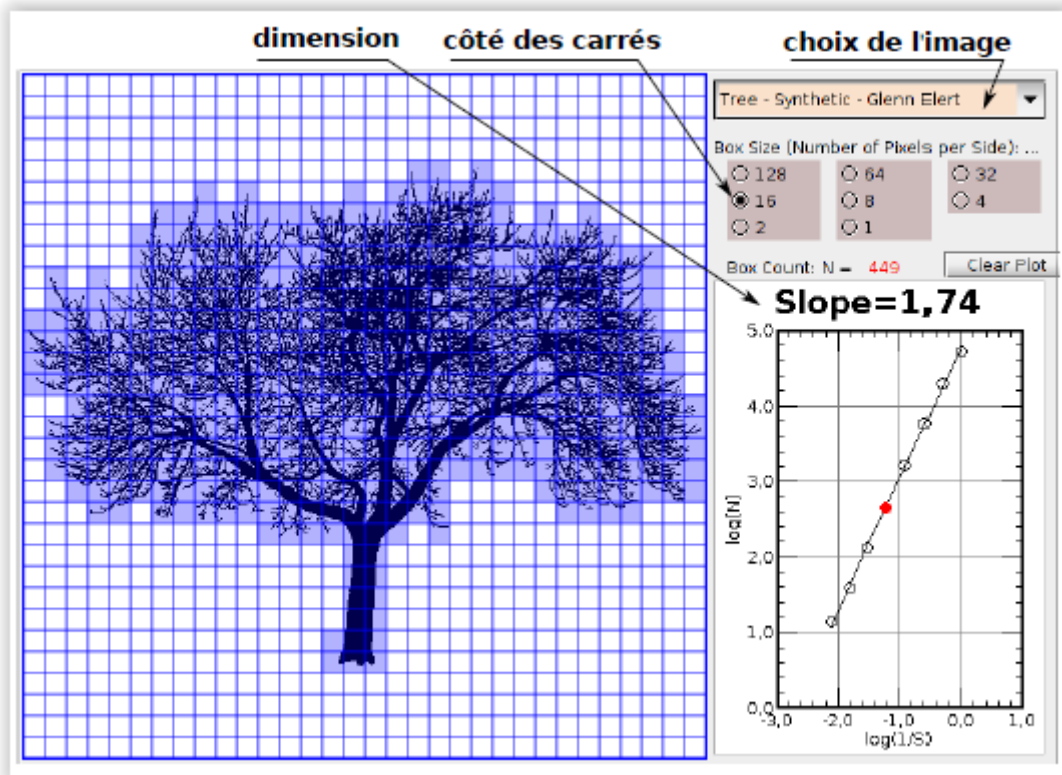 dimension côté des carrés choix de l'image
Tree - Synthetic - Glenn Elert
Box Size (Number of Pixels per Side): ...
128 64 32
16 8 4
2 1
Box Count: N = 449 Clear Plot
Slope=1,74
5,0
4,0
3,0
2,0
1,0
0,0
log[N]
-3,0 -2,0 -1,0 0,0 1,0
log(1/S)